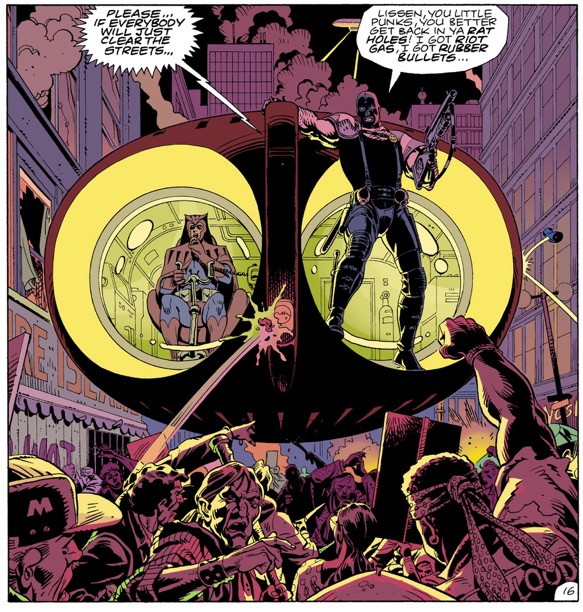 PLEASE...
IF EVERYBODY
WILL JUST
CLEAR THE
STREETS...
LISSEN, YOU LITTLE
PUNKS, YOU BETTER
GET BACK IN YA RAT
HOLES! I GOT RIOT
GAS, I GOT RUBBER
BULLETS...
M
LOUD
16